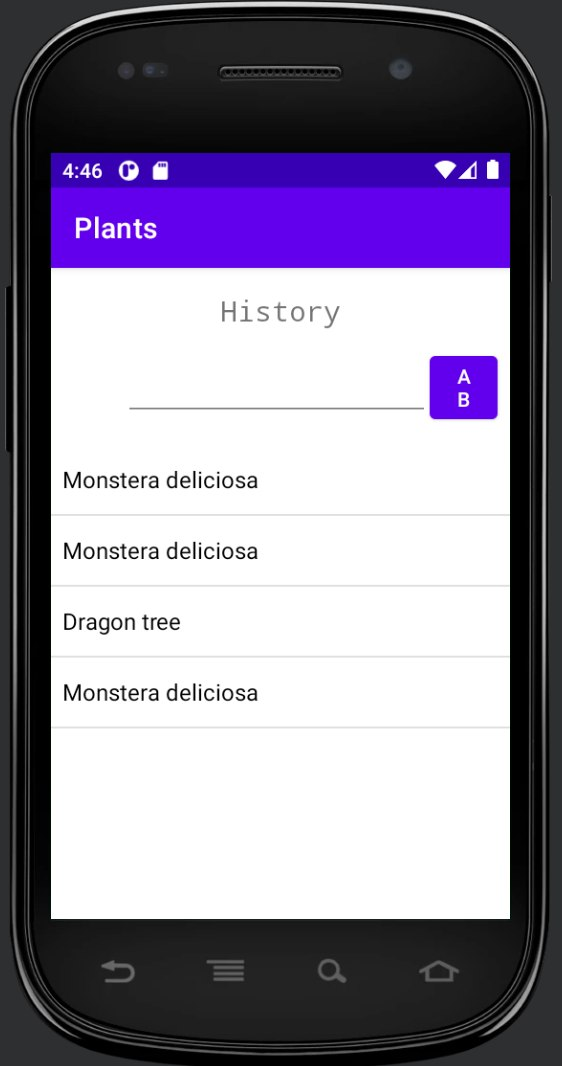 4:46
Plants
History
A
B
Monstera deliciosa
Monstera deliciosa
Dragon tree
Monstera deliciosa